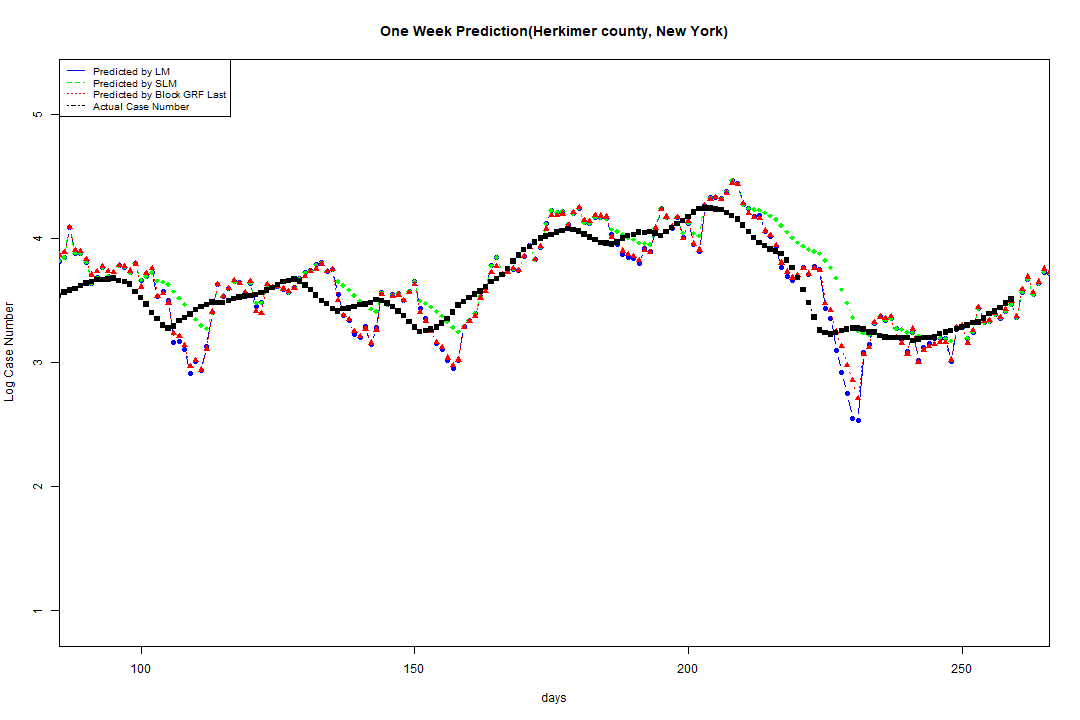 One Week Prediction(Herkimer county, New York)
Predicted by LM
Predicted by SLM
Predicted by Block GRF Last
Actual Case Number
5
4
3
2
1
Log Case Number
100 150 200 250
days